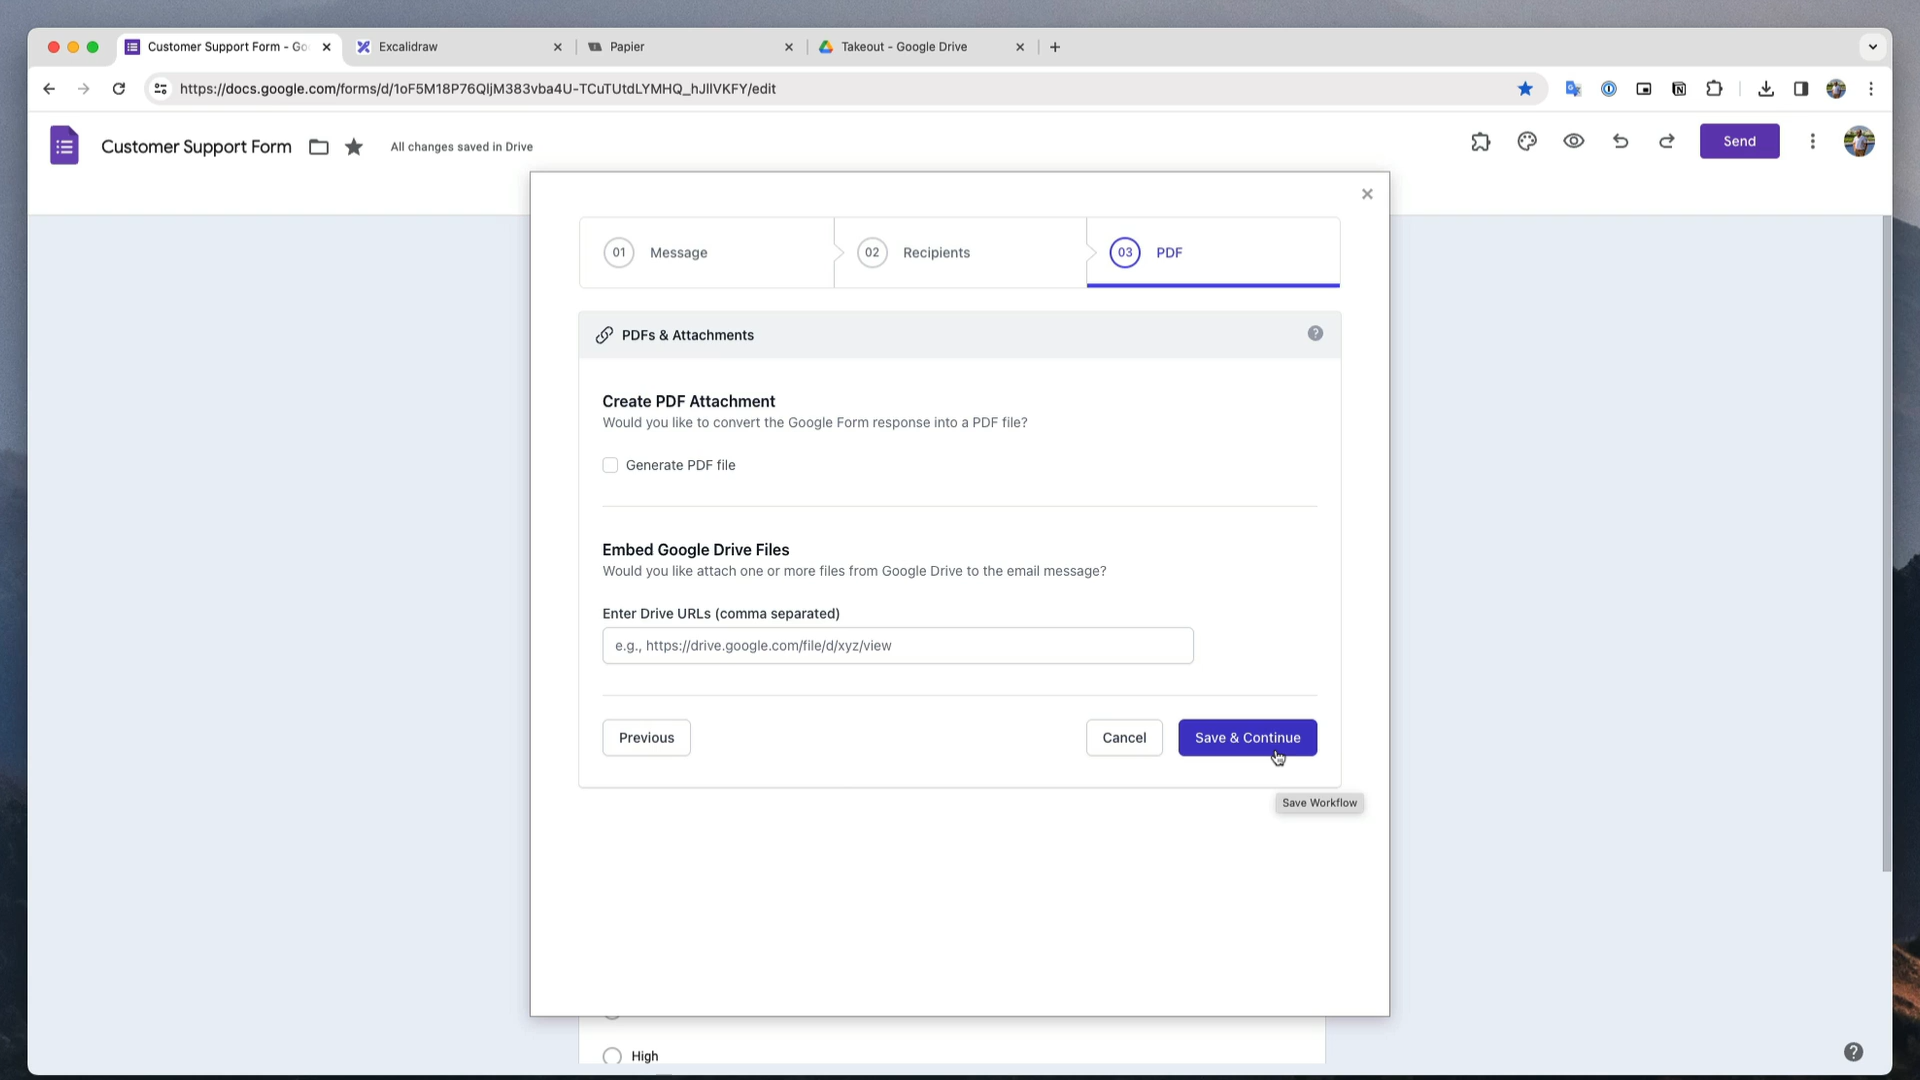 Customer Support Form - Go
Excalidraw
Papier
Takeout - Google Drive
https://docs.google.com/forms/d/1oF5M18P76QIjM383vba4U-TCuTUtdLYMHQ_hJIIVKFY/edit
Customer Support Form
All changes saved in Drive
Send
01 Message
02 Recipients
03 PDF
PDFs & Attachments
Create PDF Attachment
Would you like to convert the Google Form response into a PDF file?
Generate PDF file
Embed Google Drive Files
Would you like attach one or more files from Google Drive to the email message?
Enter Drive URLs (comma separated)
e.g., https://drive.google.com/file/d/xyz/view
Previous
Cancel
Save & Continue
Save Workflow
High